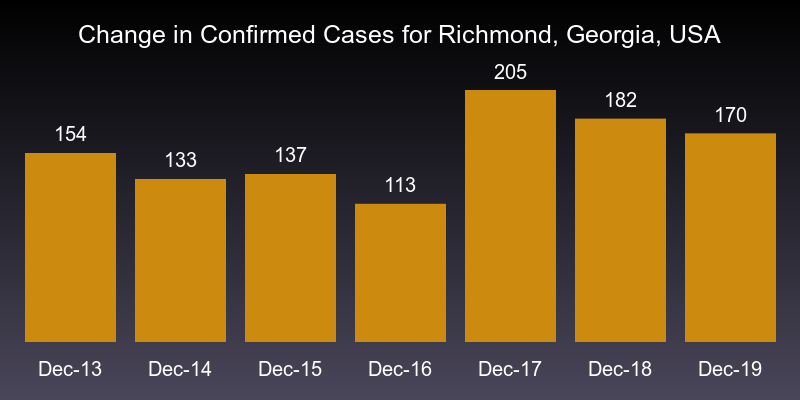 Change in Confirmed Cases for Richmond, Georgia, USA
154
133
137
113
205
182
170
Dec-13
Dec-14
Dec-15
Dec-16
Dec-17
Dec-18
Dec-19